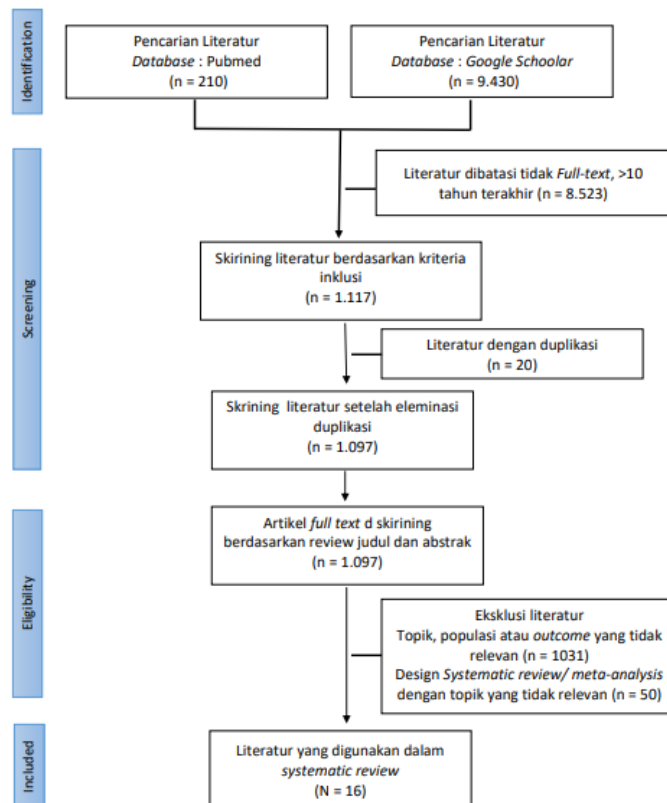 Identification
Pencarian Literatur
Database : Pubmed
(n = 210)
Pencarian Literatur
Database : Google Schoolar
(n = 9.430)
Screening
Literatur dibatasi tidak Full-text, >10
tahun terakhir (n = 8.523)
Skirining literatur berdasarkan kriteria
inklusi
(n = 1.117)
Literatur dengan duplikasi
(n = 20)
Skrining literatur setelah eleminasi
duplikasi
(n = 1.097)
Eligibility
Artikel full text d skirining
berdasarkan review judul dan abstrak
(n = 1.097)
Eksklusi literatur
Topik, populasi atau outcome yang tidak
relevan (n = 1031)
Design Systematic review/ meta-analysis
dengan topik yang tidak relevan (n = 50)
Included
Literatur yang digunakan dalam
systematic review
(N = 16)